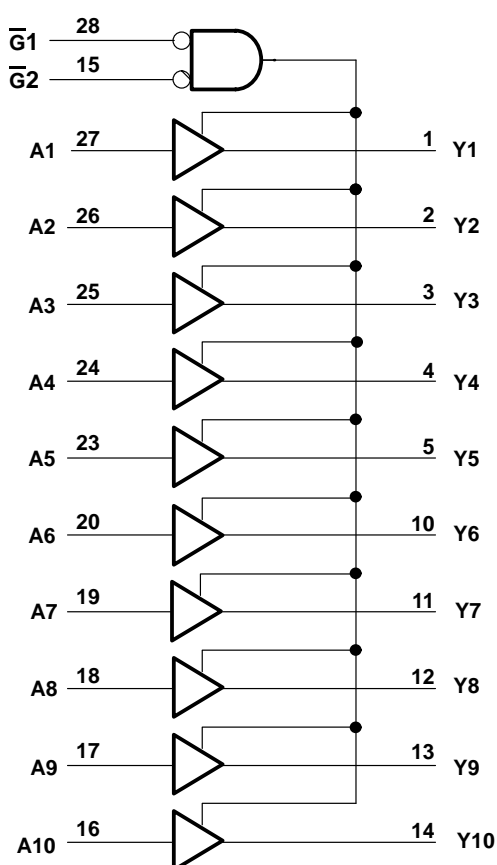 G̅1 28
G̅2 15
A1 27 1 Y1
A2 26 2 Y2
A3 25 3 Y3
A4 24 4 Y4
A5 23 5 Y5
A6 20 10 Y6
A7 19 11 Y7
A8 18 12 Y8
A9 17 13 Y9
A10 16 14 Y10